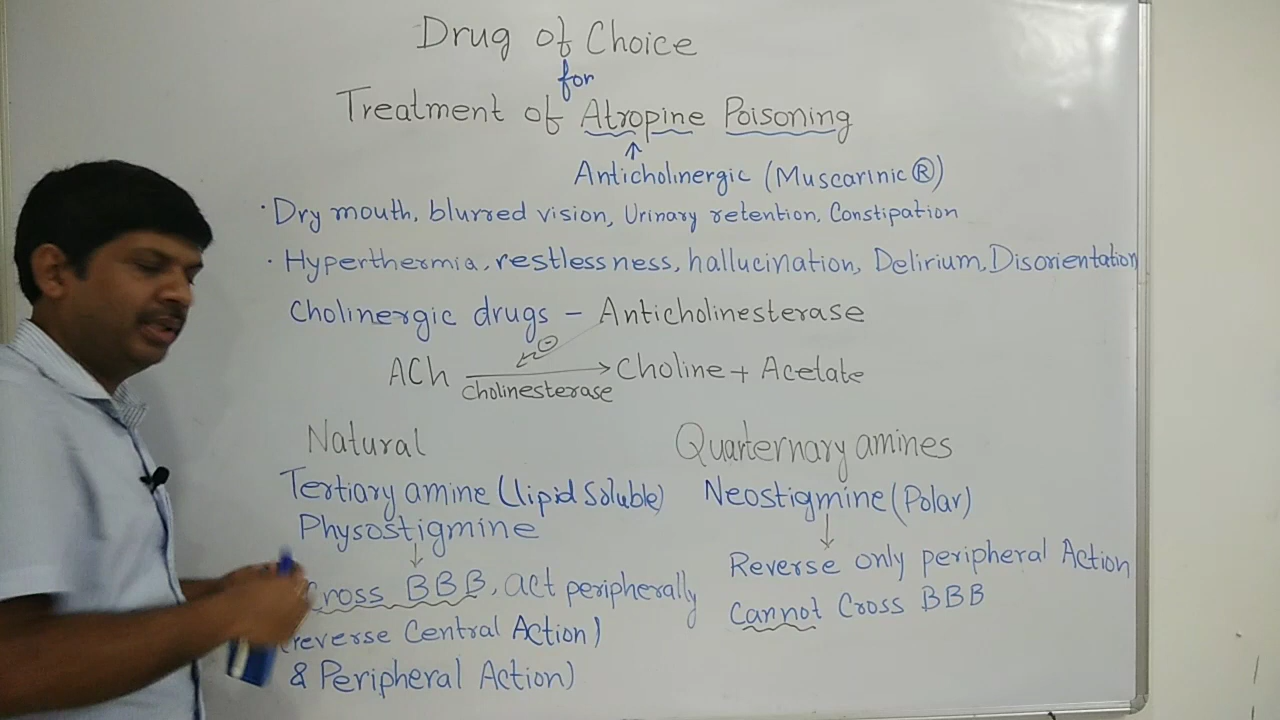 Drug of Choice
for
Treatment of Atropine Poisoning
↑
Anticholinergic (Muscarinic Ⓡ)
· Dry mouth, blurred vision, Urinary retention, Constipation
· Hyperthermia, restlessness, hallucination, Delirium, Disorientation
Cholinergic drugs - Anticholinesterase
ACh → Choline + Acetate
Cholinesterase
Natural
Tertiary amine (lipid Soluble)
Physostigmine
↓
Cross BBB, act peripherally
(reverse Central Action)
& Peripheral Action)
Quarternary amines
Neostigmine (Polar)
↓
Reverse only peripheral Action
Cannot Cross BBB